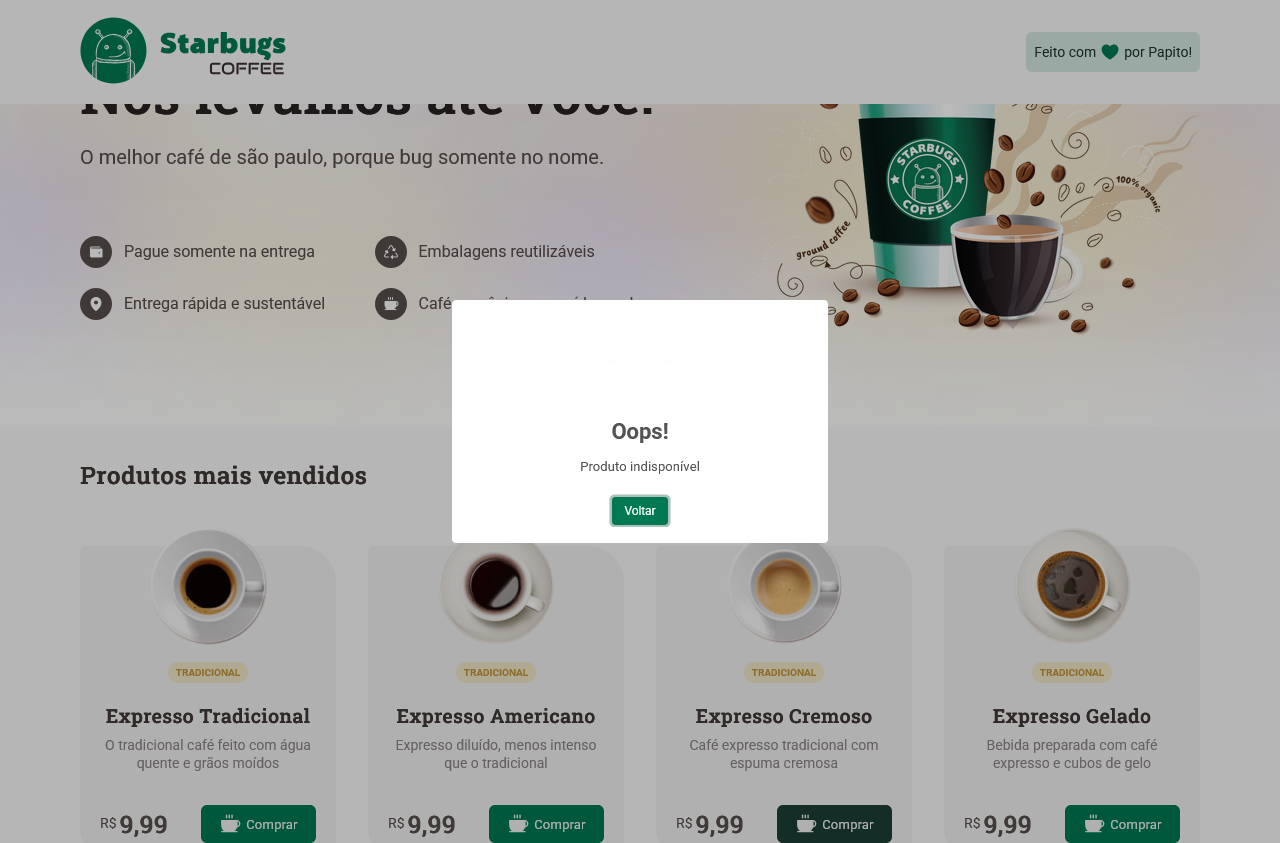 Starbugs
COFFEE
Feito com por Papito!
Nós levamos até você!
O melhor café de são paulo, porque bug somente no nome.
STARBUGS
COFFEE
100% organic
ground coffee
Pague somente na entrega
Embalagens reutilizáveis
Entrega rápida e sustentável
Café
Oops!
Produto indisponível
Voltar
Produtos mais vendidos
TRADICIONAL
TRADICIONAL
TRADICIONAL
TRADICIONAL
Expresso Tradicional
Expresso Americano
Expresso Cremoso
Expresso Gelado
O tradicional café feito com água
quente e grãos moídos
Expresso diluído, menos intenso
que o tradicional
Café expresso tradicional com
espuma cremosa
Bebida preparada com café
expresso e cubos de gelo
R$ 9,99 Comprar
R$ 9,99 Comprar
R$ 9,99 Comprar
R$ 9,99 Comprar